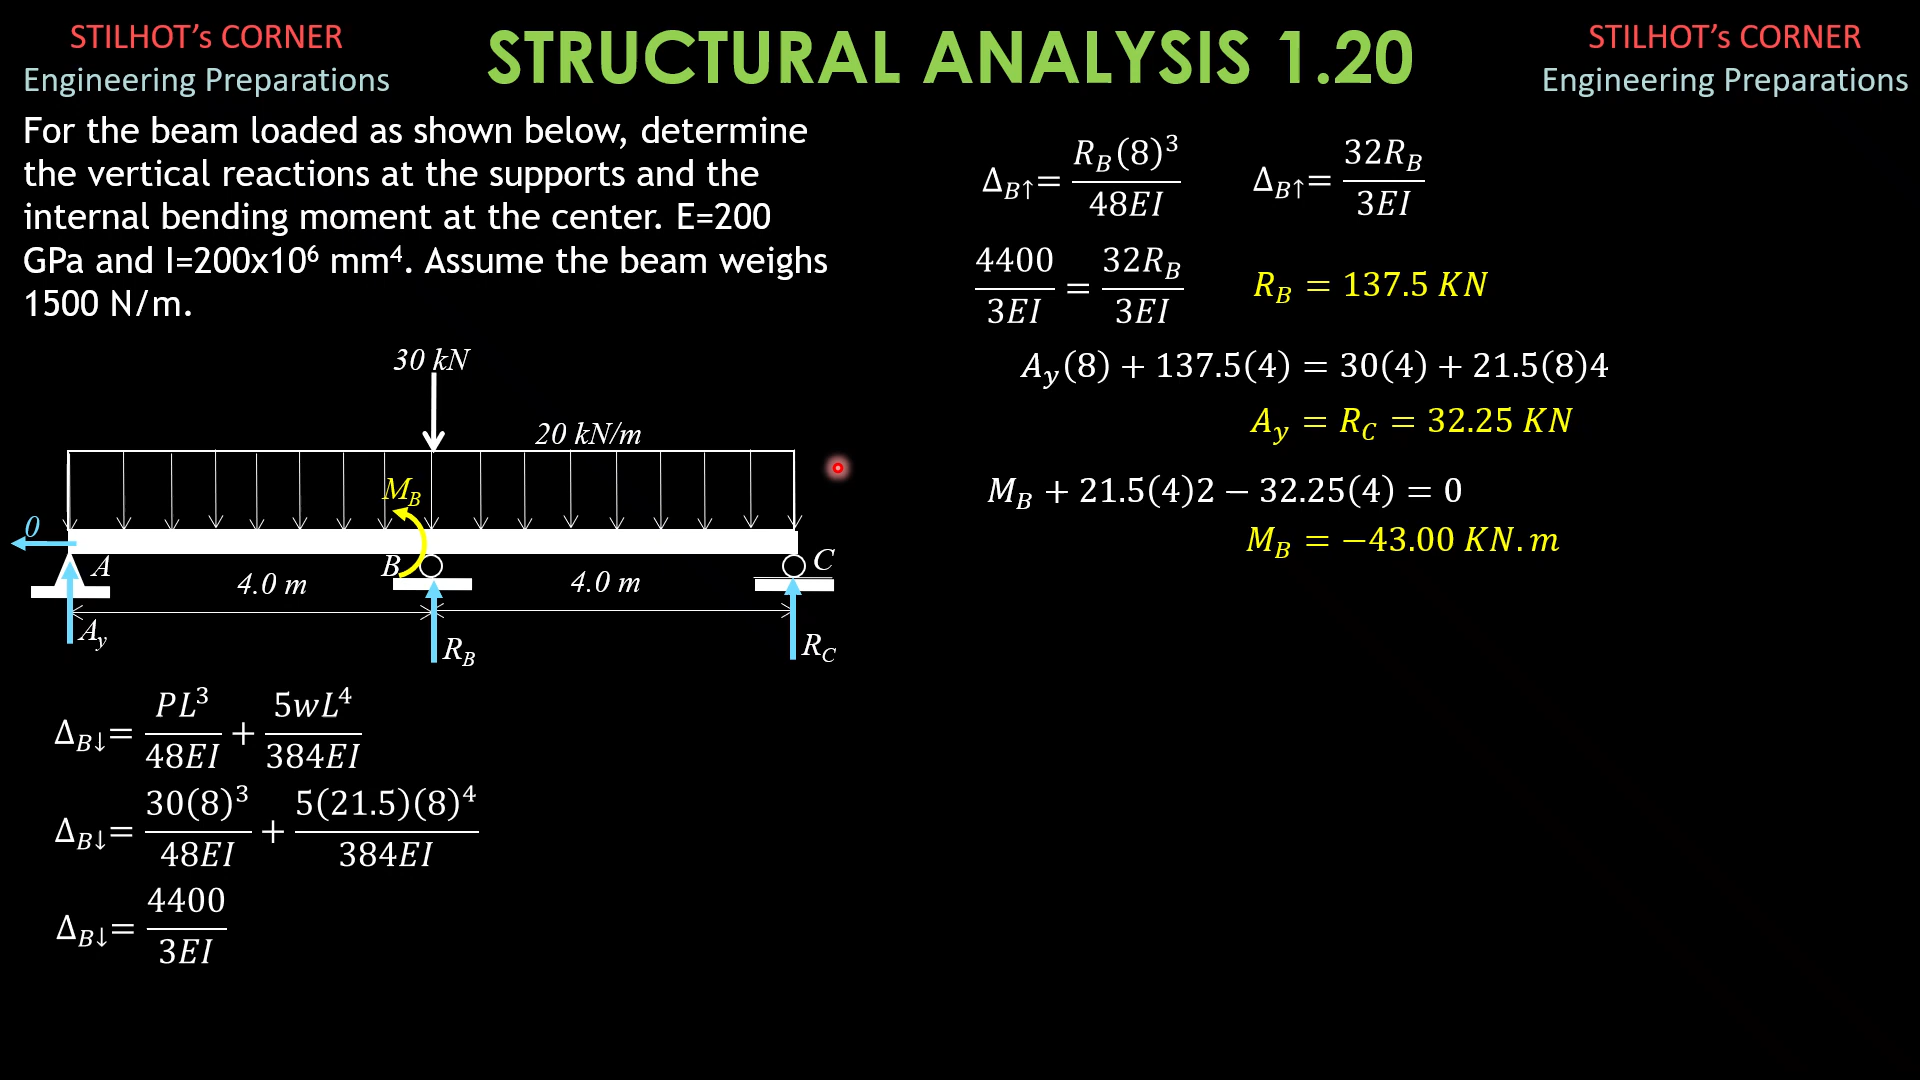 STILHOT's CORNER
Engineering Preparations
STRUCTURAL ANALYSIS 1.20
STILHOT's CORNER
Engineering Preparations
For the beam loaded as shown below, determine
the vertical reactions at the supports and the
internal bending moment at the center. E=200
GPa and I=200x10⁶ mm⁴. Assume the beam weighs
1500 N/m.
30 kN
20 kN/m
M_B
0
A
B
C
4.0 m
4.0 m
A_y
R_B
R_C
Δ_B↓= PL³/48EI + 5wL⁴/384EI
Δ_B↓= 30(8)³/48EI + 5(21.5)(8)⁴/384EI
Δ_B↓= 4400/3EI
Δ_B↑= R_B(8)³/48EI
Δ_B↑= 32R_B/3EI
4400/3EI = 32R_B/3EI
R_B = 137.5 KN
A_y(8) + 137.5(4) = 30(4) + 21.5(8)4
A_y = R_C = 32.25 KN
M_B + 21.5(4)2 − 32.25(4) = 0
M_B = −43.00 KN.m